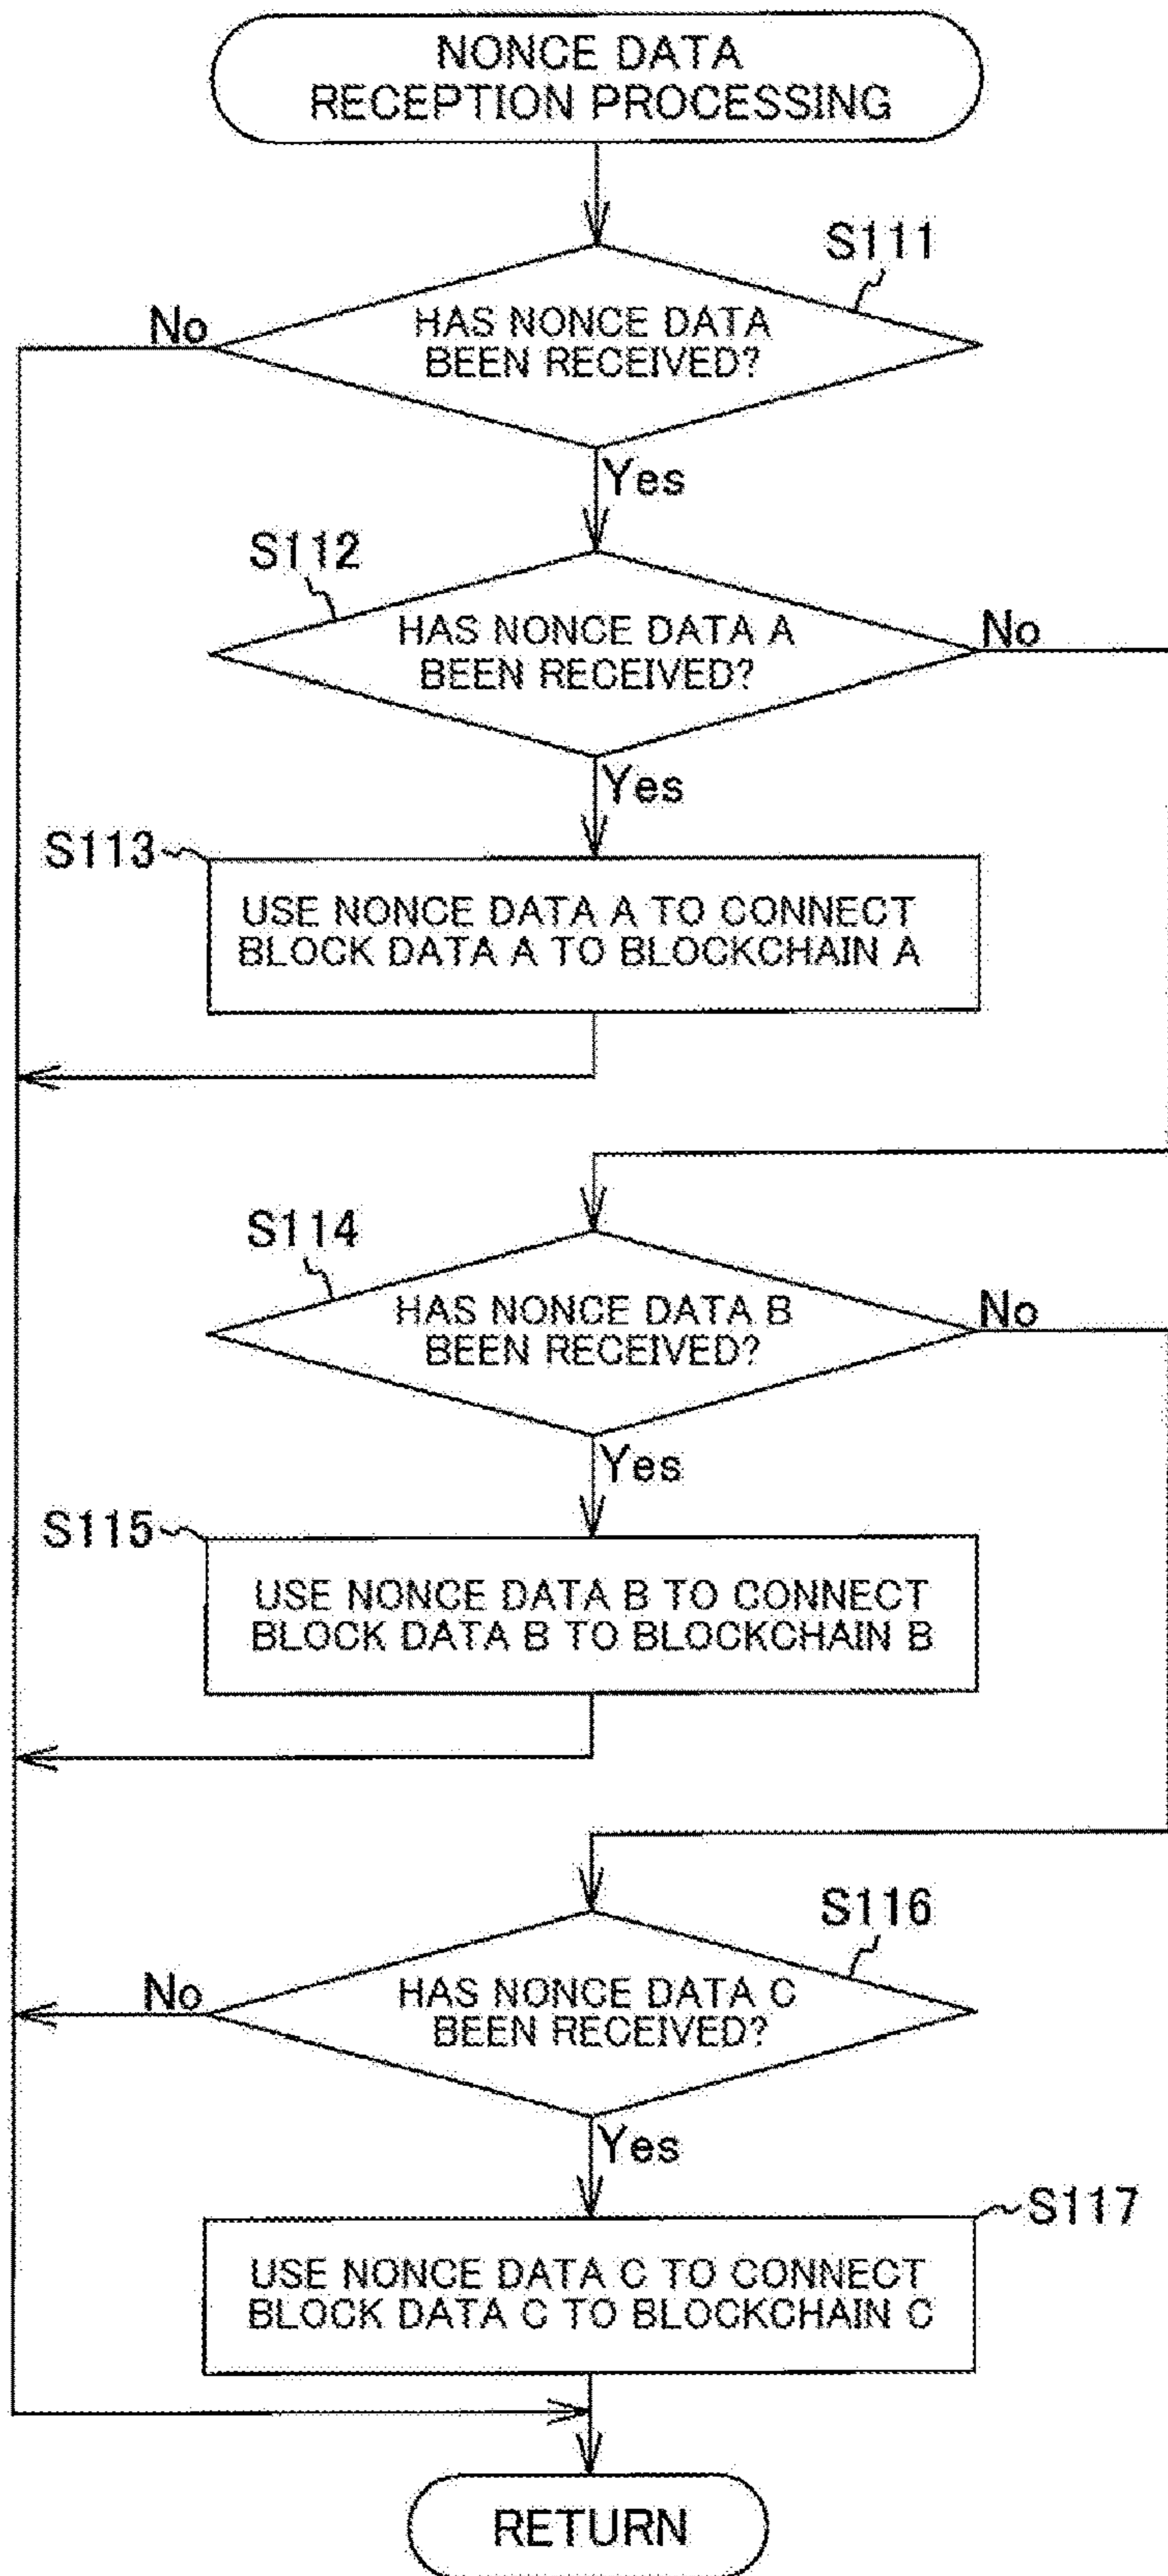 NONCE DATA
RECEPTION PROCESSING
S111
No
HAS NONCE DATA
BEEN RECEIVED?
Yes
S112
HAS NONCE DATA A
BEEN RECEIVED?
No
Yes
S113
USE NONCE DATA A TO CONNECT
BLOCK DATA A TO BLOCKCHAIN A
S114
HAS NONCE DATA B
BEEN RECEIVED?
No
Yes
S115
USE NONCE DATA B TO CONNECT
BLOCK DATA B TO BLOCKCHAIN B
S116
No
HAS NONCE DATA C
BEEN RECEIVED?
Yes
S117
USE NONCE DATA C TO CONNECT
BLOCK DATA C TO BLOCKCHAIN C
RETURN